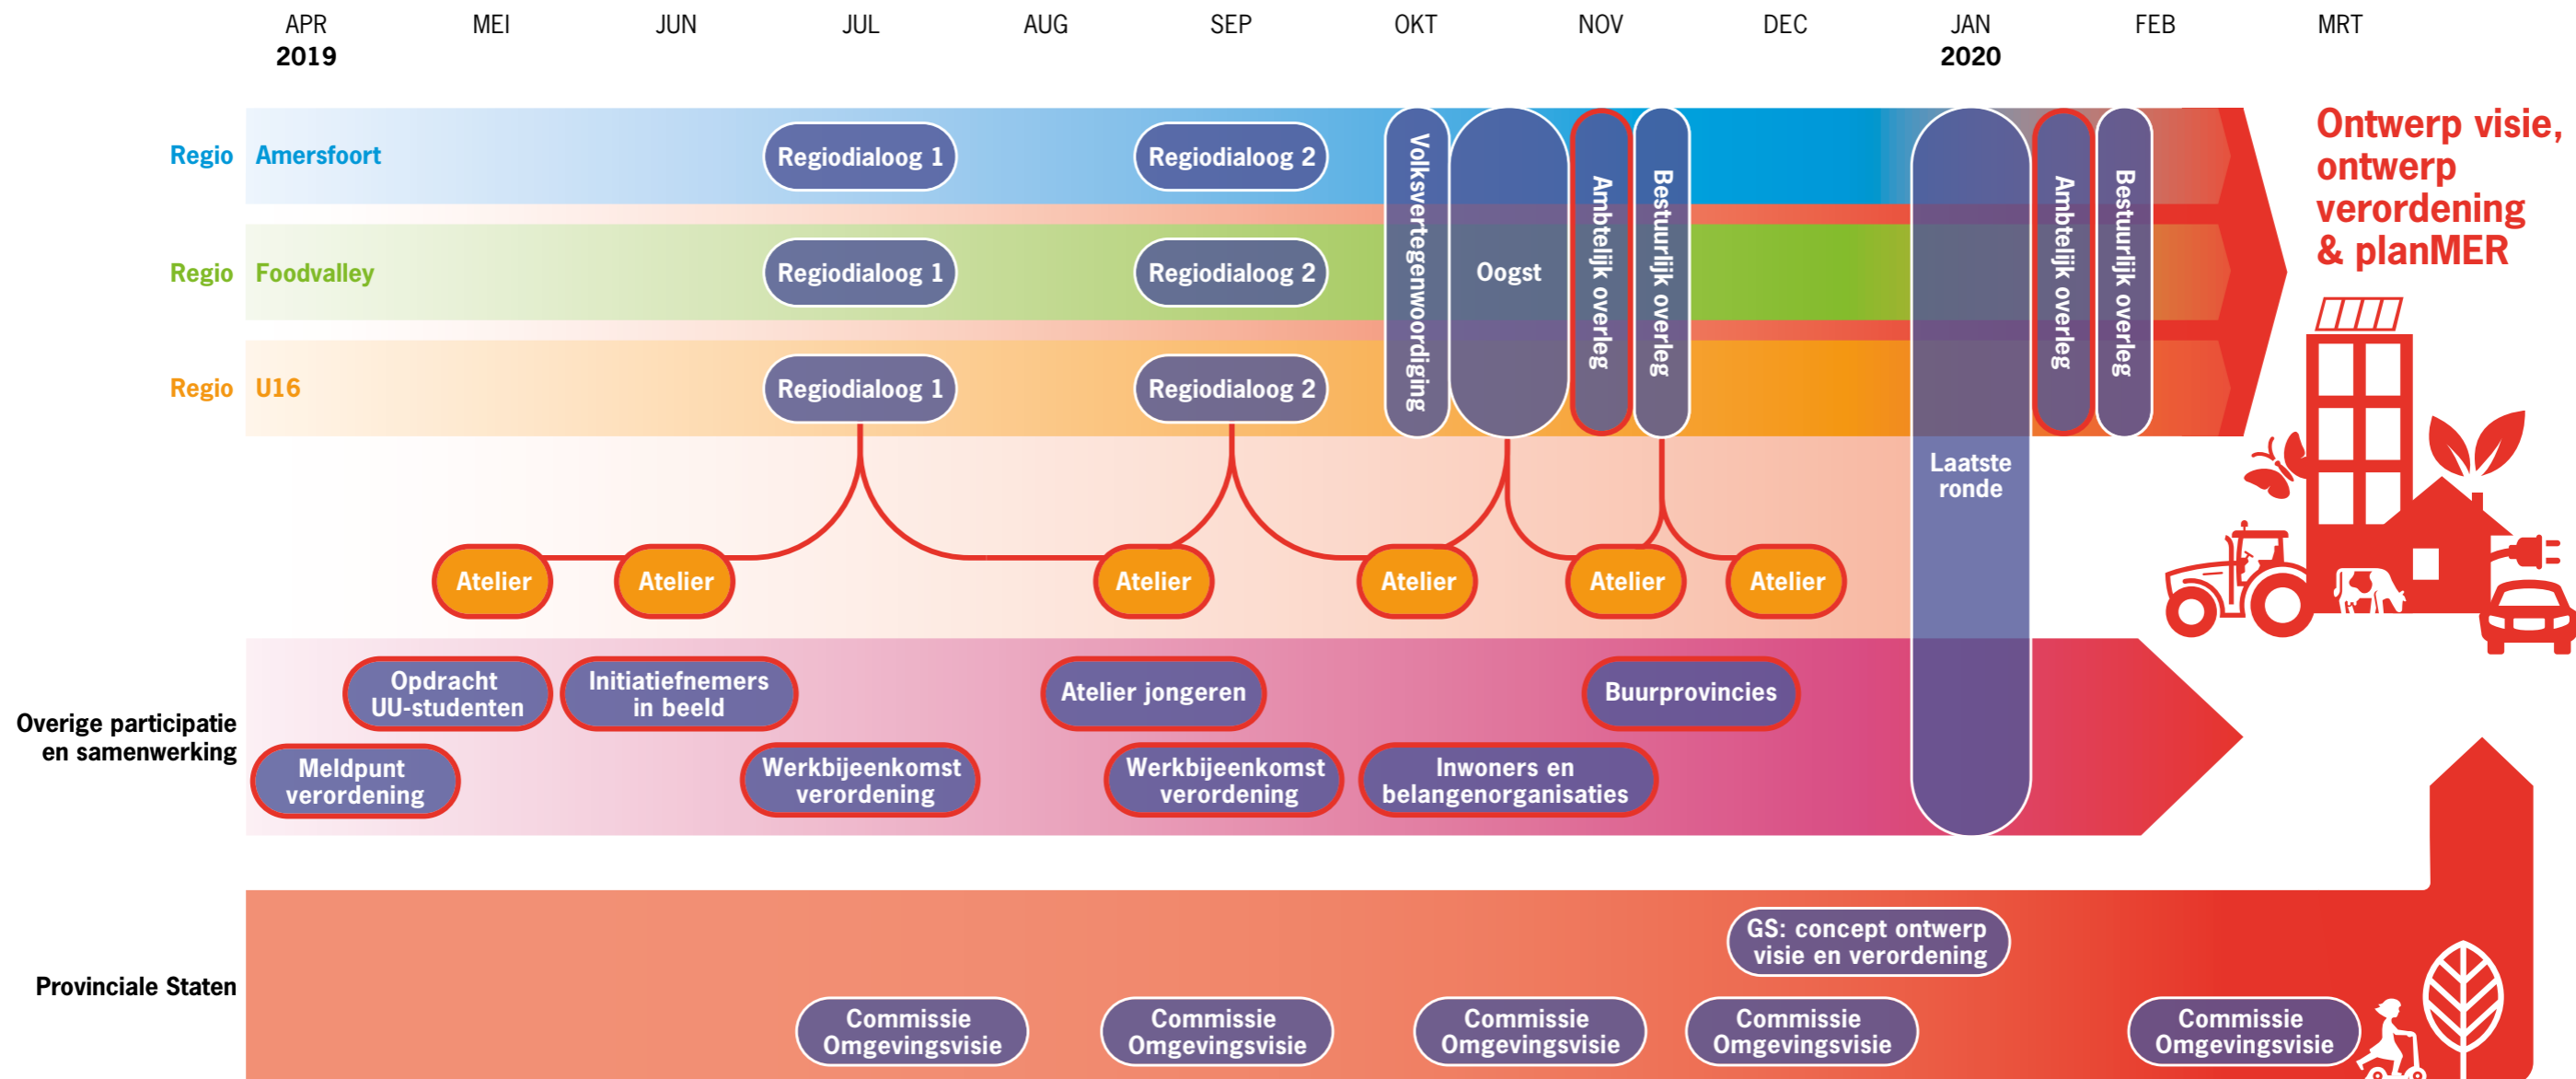 APR MEI JUN JUL AUG SEP OKT NOV DEC JAN FEB MRT
2019 2020
Regio Amersfoort
Regiodialoog 1
Regiodialoog 2
Regio Foodvalley
Regiodialoog 1
Regiodialoog 2
Regio U16
Regiodialoog 1
Regiodialoog 2
Volksvertegenwoordiging
Oogst
Ambtelijk overleg
Bestuurlijk overleg
Laatste
ronde
Ambtelijk overleg
Bestuurlijk overleg
Ontwerp visie,
ontwerp
verordening
& planMER
Atelier
Atelier
Atelier
Atelier
Atelier
Atelier
Overige participatie
en samenwerking
Opdracht
UU-studenten
Initiatiefnemers
in beeld
Atelier jongeren
Buurprovincies
Meldpunt
verordening
Werkbijeenkomst
verordening
Werkbijeenkomst
verordening
Inwoners en
belangenorganisaties
Provinciale Staten
GS: concept ontwerp
visie en verordening
Commissie
Omgevingsvisie
Commissie
Omgevingsvisie
Commissie
Omgevingsvisie
Commissie
Omgevingsvisie
Commissie
Omgevingsvisie